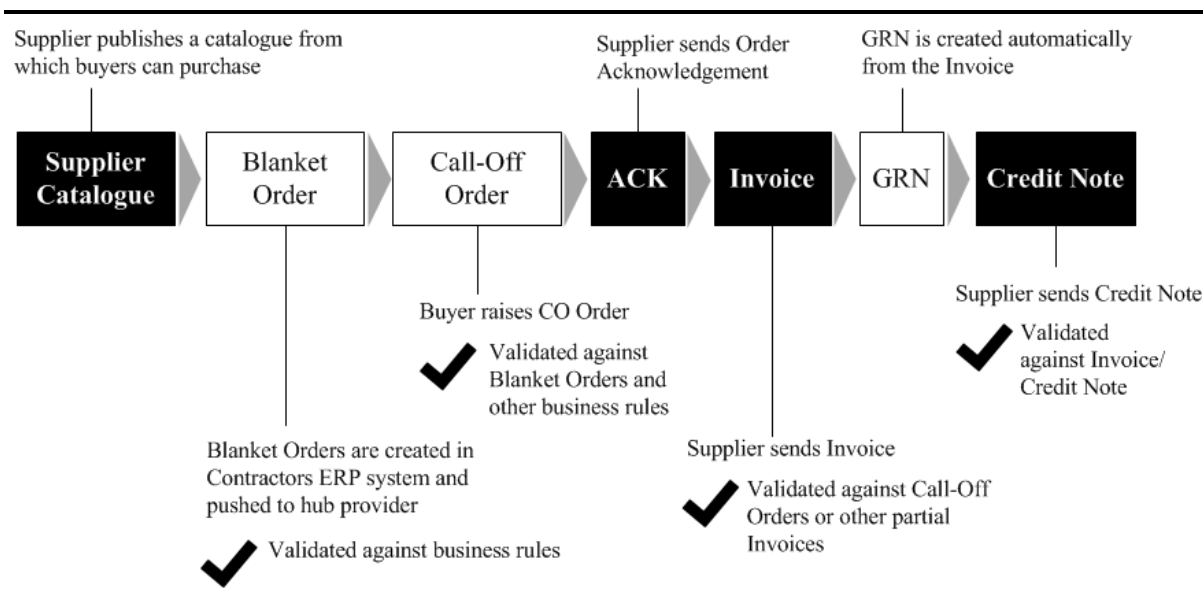 Supplier publishes a catalogue from
which buyers can purchase
Supplier sends Order
Acknowledgement
GRN is created automatically
from the Invoice
Supplier
Catalogue
Blanket
Order
Call-Off
Order
ACK
Invoice
GRN
Credit Note
Buyer raises CO Order
Validated against
Blanket Orders and
other business rules
Supplier sends Credit Note
Validated
against Invoice/
Credit Note
Blanket Orders are created in
Contractors ERP system and
pushed to hub provider
Validated against business rules
Supplier sends Invoice
Validated against Call-Off
Orders or other partial
Invoices